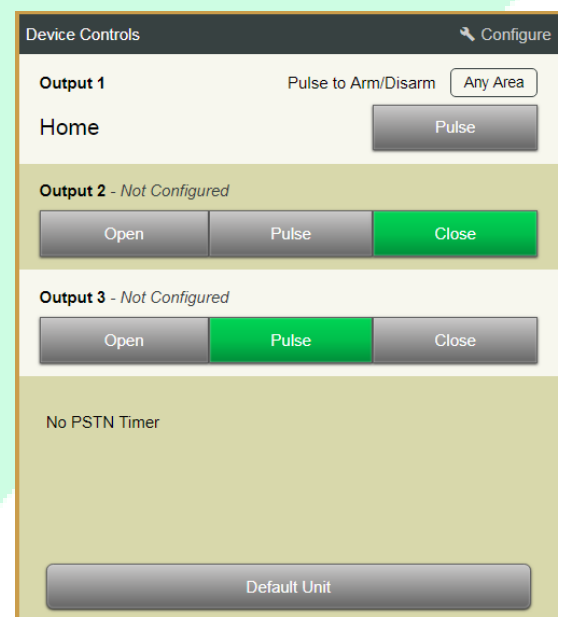 Device Controls Configure
Output 1 Pulse to Arm/Disarm Any Area
Home Pulse
Output 2 - Not Configured
Open Pulse Close
Output 3 - Not Configured
Open Pulse Close
No PSTN Timer
Default Unit